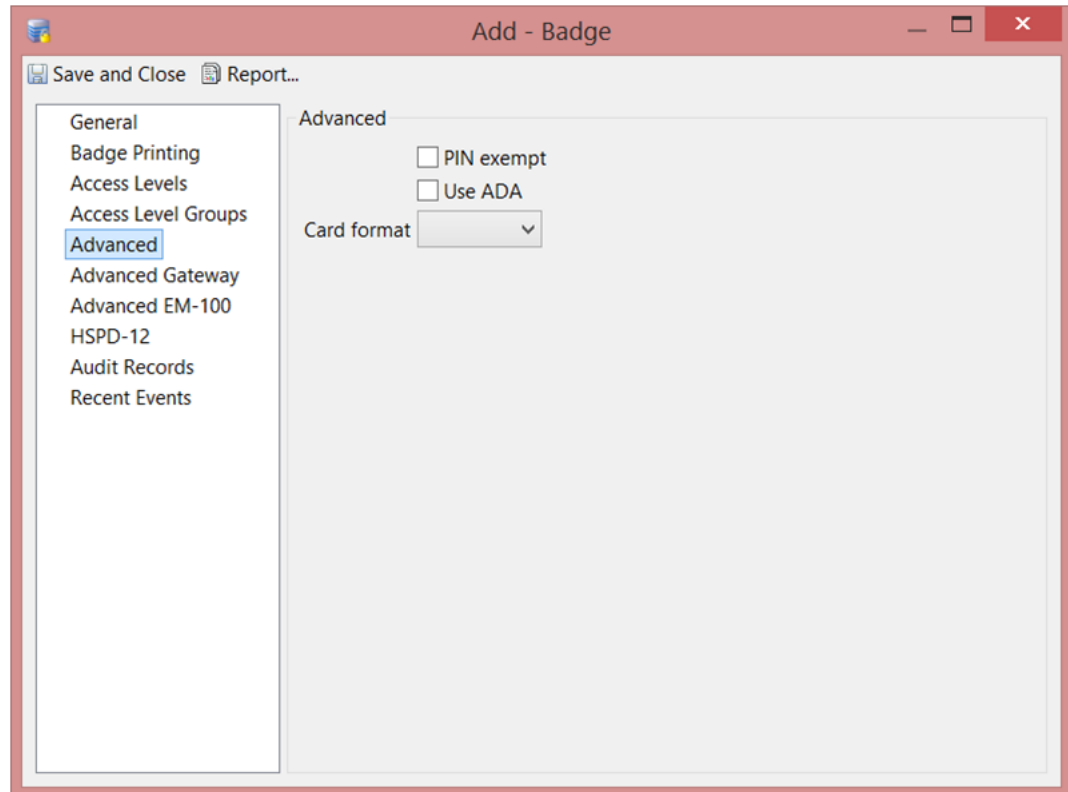 Add - Badge
Save and Close Report...
General
Badge Printing
Access Levels
Access Level Groups
Advanced
Advanced Gateway
Advanced EM-100
HSPD-12
Audit Records
Recent Events
Advanced
PIN exempt
Use ADA
Card format